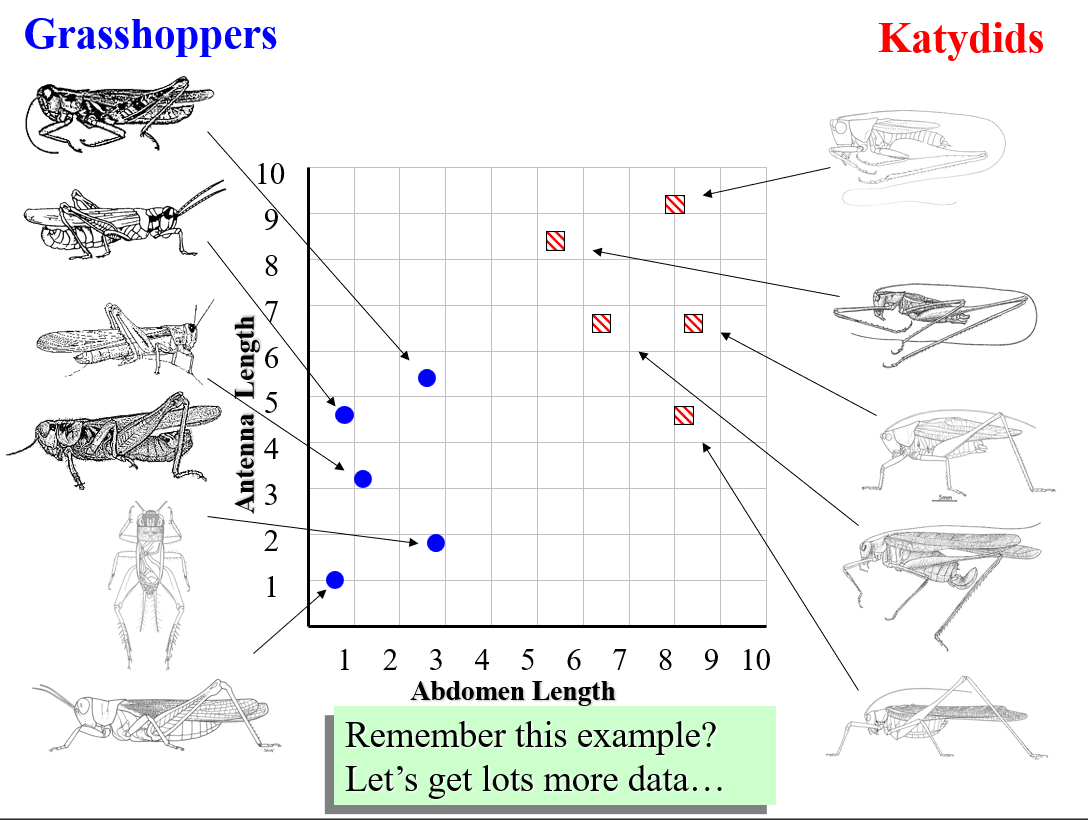 Grasshoppers
Katydids
10
9
8
7
6
5
4
3
2
1
Antenna Length
1 2 3 4 5 6 7 8 9 10
Abdomen Length
5mm
Remember this example?
Let’s get lots more data…